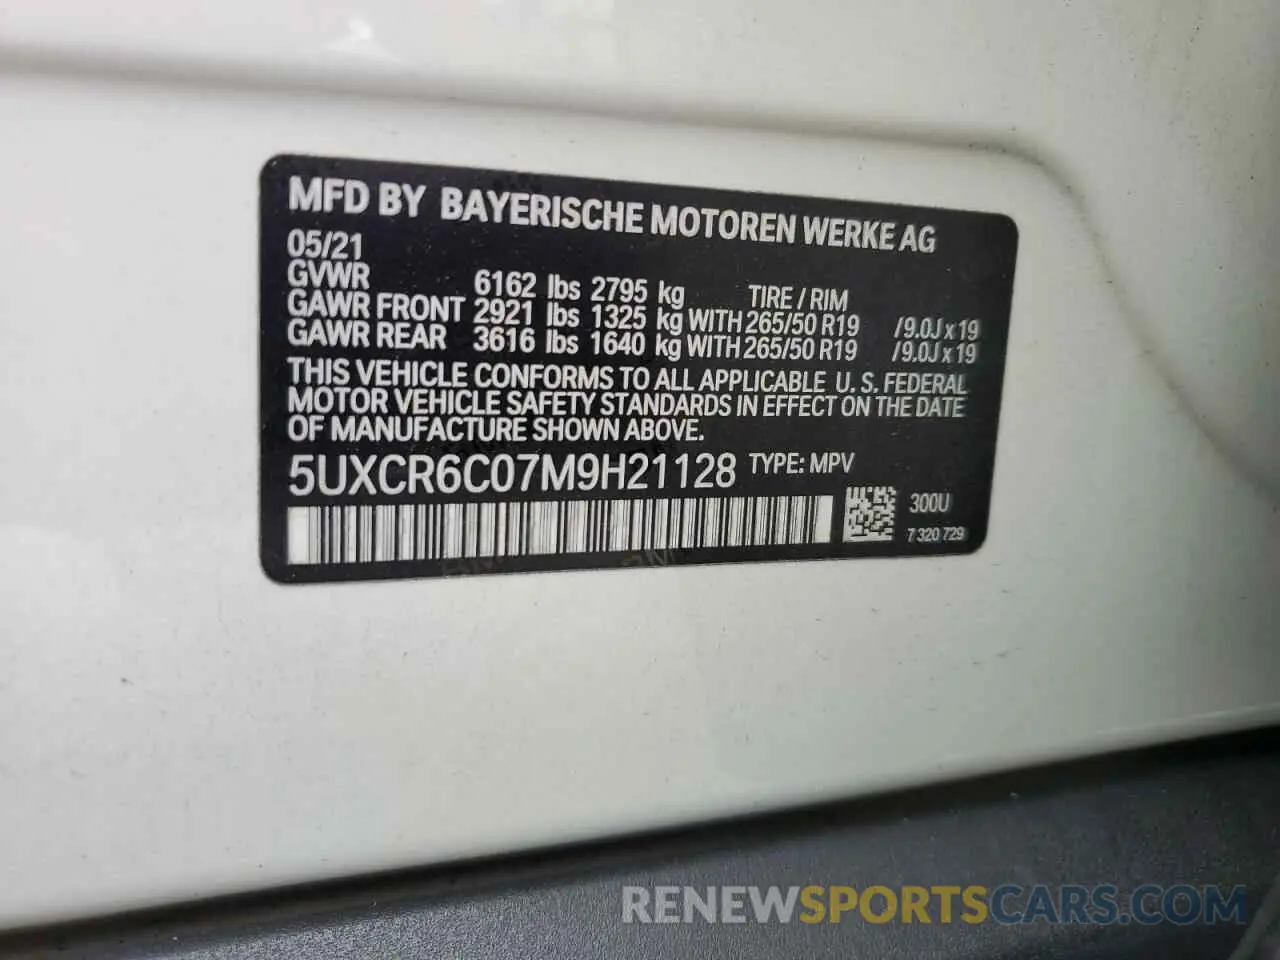 MFD BY BAYERISCHE MOTOREN WERKE AG
05/21
GVWR 6162 lbs 2795 kg TIRE / RIM
GAWR FRONT 2921 lbs 1325 kg WITH 265/50 R19 /9.0J x 19
GAWR REAR 3616 lbs 1640 kg WITH 265/50 R19 /9.0J x 19
THIS VEHICLE CONFORMS TO ALL APPLICABLE U. S. FEDERAL
MOTOR VEHICLE SAFETY STANDARDS IN EFFECT ON THE DATE
OF MANUFACTURE SHOWN ABOVE.
5UXCR6C07M9H21128 TYPE: MPV
300U
7 320 729
RENEWSPORTSCARS.COM